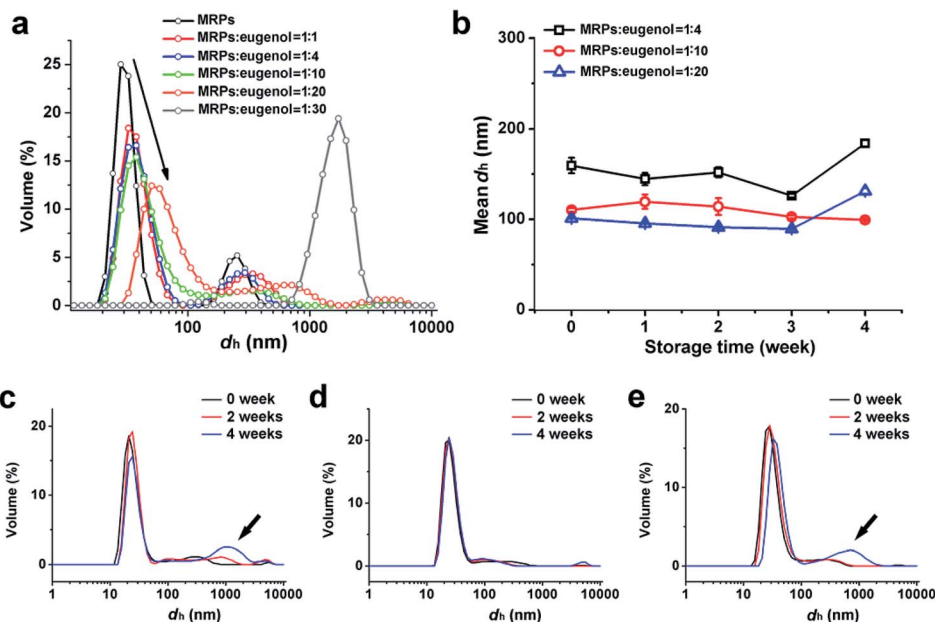 a
MRPs
MRPs:eugenol=1:1
MRPs:eugenol=1:4
MRPs:eugenol=1:10
MRPs:eugenol=1:20
MRPs:eugenol=1:30
25
20
15
10
5
0
Volume (%)
100
1000
10000
dh (nm)
b
MRPs:eugenol=1:4
MRPs:eugenol=1:10
MRPs:eugenol=1:20
300
200
100
0
Mean dh (nm)
0
1
2
3
4
Storage time (week)
c
0 week
2 weeks
4 weeks
20
10
0
Volume (%)
1
10
100
1000
10000
dh (nm)
d
0 week
2 weeks
4 weeks
20
10
0
Volume (%)
1
10
100
1000
10000
dh (nm)
e
0 week
2 weeks
4 weeks
20
10
0
Volume (%)
1
10
100
1000
10000
dh (nm)